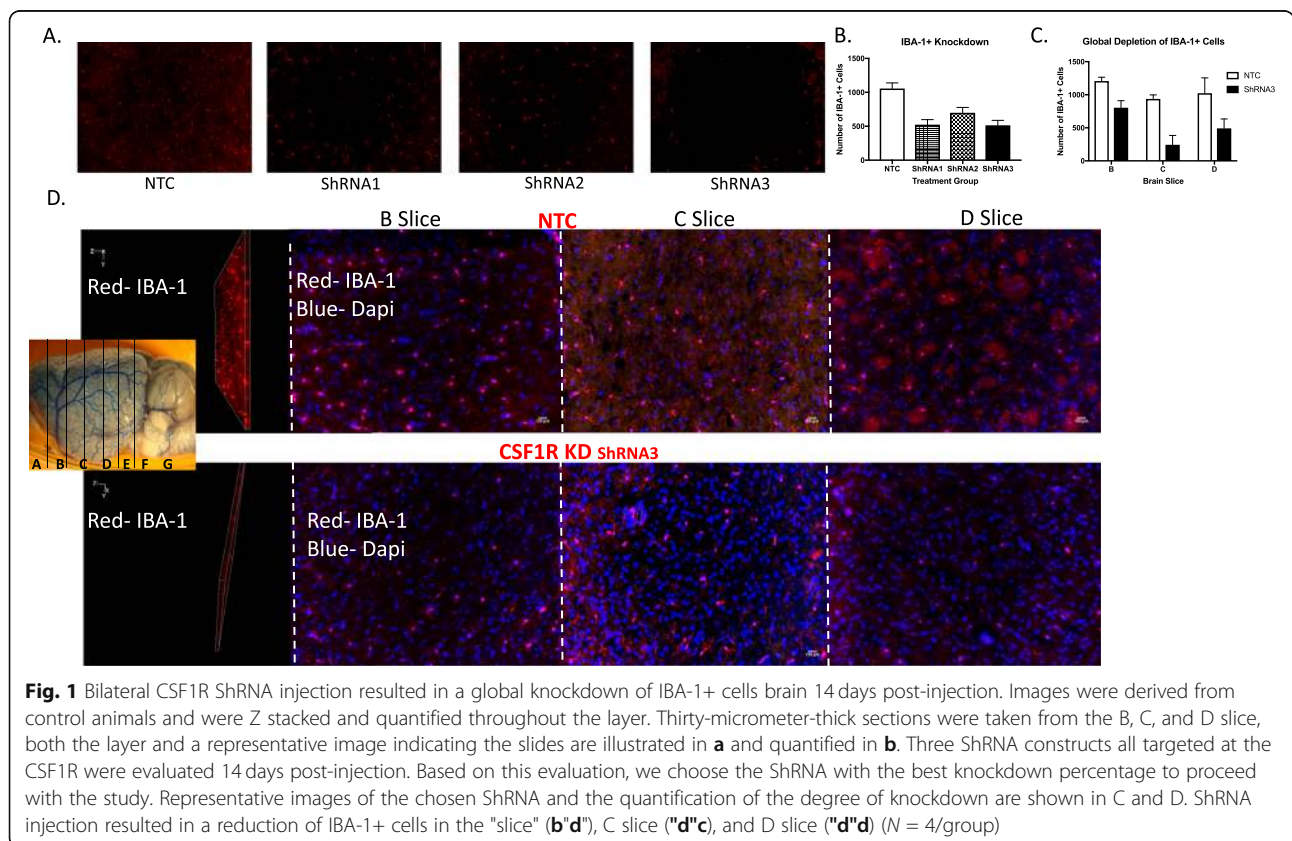 A.
NTC
ShRNA1
ShRNA2
ShRNA3
B.
IBA-1+ Knockdown
Number of IBA-1+ Cells
1500
1000
500
0
NTC ShRNA1 ShRNA2 ShRNA3
Treatment Group
C.
Global Depletion of IBA-1+ Cells
Number of IBA-1+ Cells
1500
1000
500
0
B C D
Brain Slice
NTC
ShRNA3
D.
B Slice NTC C Slice D Slice
Red- IBA-1
Red- IBA-1
Blue- Dapi
A B C D E F G
CSF1R KD ShRNA3
Red- IBA-1
Red- IBA-1
Blue- Dapi
Fig. 1 Bilateral CSF1R ShRNA injection resulted in a global knockdown of IBA-1+ cells brain 14 days post-injection. Images were derived from
control animals and were Z stacked and quantified throughout the layer. Thirty-micrometer-thick sections were taken from the B, C, and D slice,
both the layer and a representative image indicating the slides are illustrated in a and quantified in b. Three ShRNA constructs all targeted at the
CSF1R were evaluated 14 days post-injection. Based on this evaluation, we choose the ShRNA with the best knockdown percentage to proceed
with the study. Representative images of the chosen ShRNA and the quantification of the degree of knockdown are shown in C and D. ShRNA
injection resulted in a reduction of IBA-1+ cells in the "slice" (b"d"), C slice ("d"c), and D slice ("d"d) (N = 4/group)